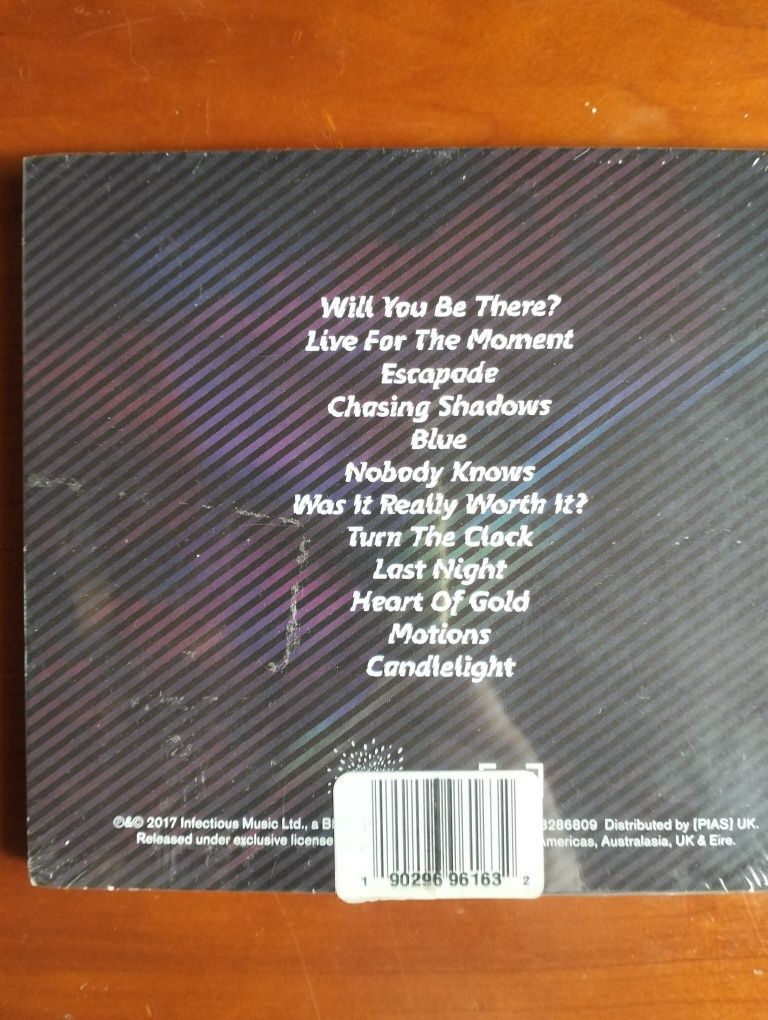 Will You Be There?
Live For The Moment
Escapade
Chasing Shadows
Blue
Nobody Knows
Was It Really Worth It?
Turn The Clock
Last Night
Heart Of Gold
Motions
Candlelight
℗&© 2017 Infectious Music Ltd., a 8286809 Distributed by [PIAS] UK.
Released under exclusive license Americas, Australasia, UK & Eire.
1 90296 96163 2